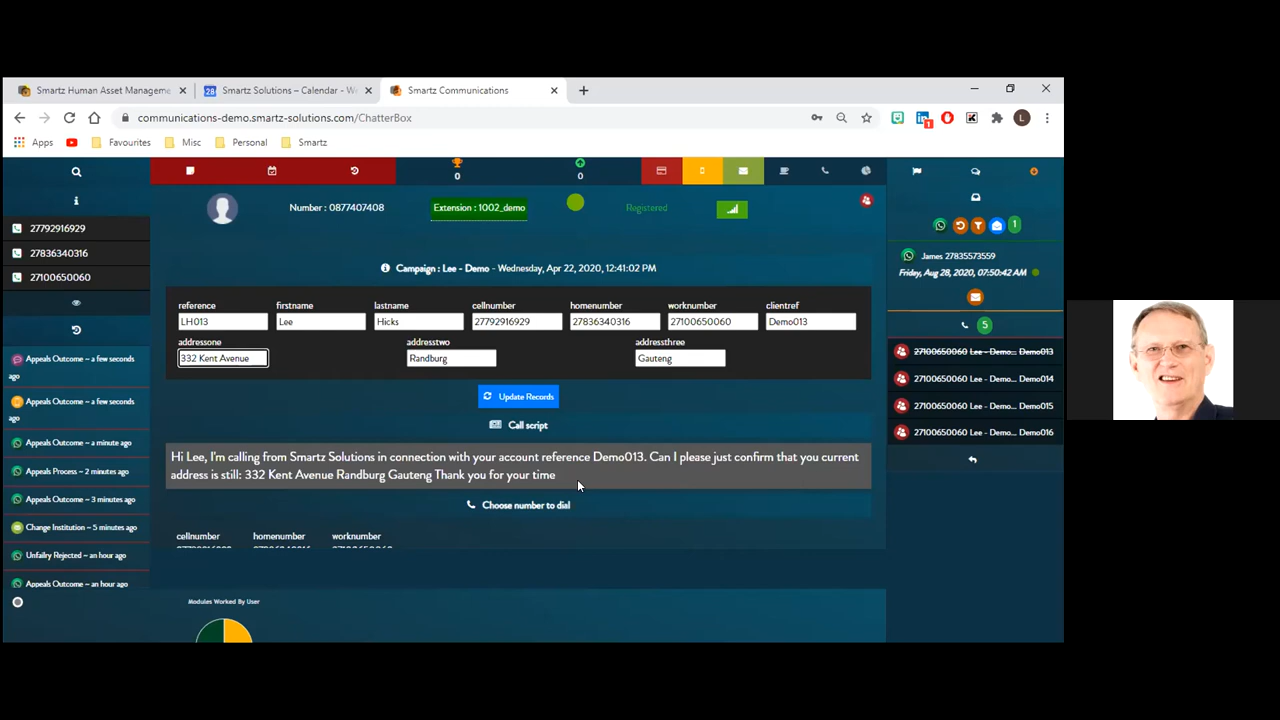 Smartz Human Asset Manageme
Smartz Solutions – Calendar - We
Smartz Communications
communications-demo.smartz-solutions.com/ChatterBox
Apps
Favourites
Misc
Personal
Smartz
0
0
Number : 0877407408
Extension : 1002_demo
Registered
27792916929
27836340316
27100650060
Campaign : Lee - Demo - Wednesday, Apr 22, 2020, 12:41:02 PM
reference
firstname
lastname
cellnumber
homenumber
worknumber
clientref
LH013
Lee
Hicks
27792916929
27836340316
27100650060
Demo013
addressone
addresstwo
addressthree
332 Kent Avenue
Randburg
Gauteng
Update Records
Call script
Hi Lee, I'm calling from Smartz Solutions in connection with your account reference Demo013. Can I please just confirm that you current
address is still: 332 Kent Avenue Randburg Gauteng Thank you for your time
Choose number to dial
cellnumber
homenumber
worknumber
Appeals Outcome – a few seconds
ago
Appeals Outcome – a few seconds
ago
Appeals Outcome – a minute ago
Appeals Process – 2 minutes ago
Appeals Outcome – 3 minutes ago
Change Institution – 5 minutes ago
Unfailry Rejected – an hour ago
Appeals Outcome – an hour ago
Modules Worked By User
1
James 27835573559
Friday, Aug 28, 2020, 07:50:42 AM
5
27100650060 Lee - Demo... Demo013
27100650060 Lee - Demo... Demo014
27100650060 Lee - Demo... Demo015
27100650060 Lee - Demo... Demo016